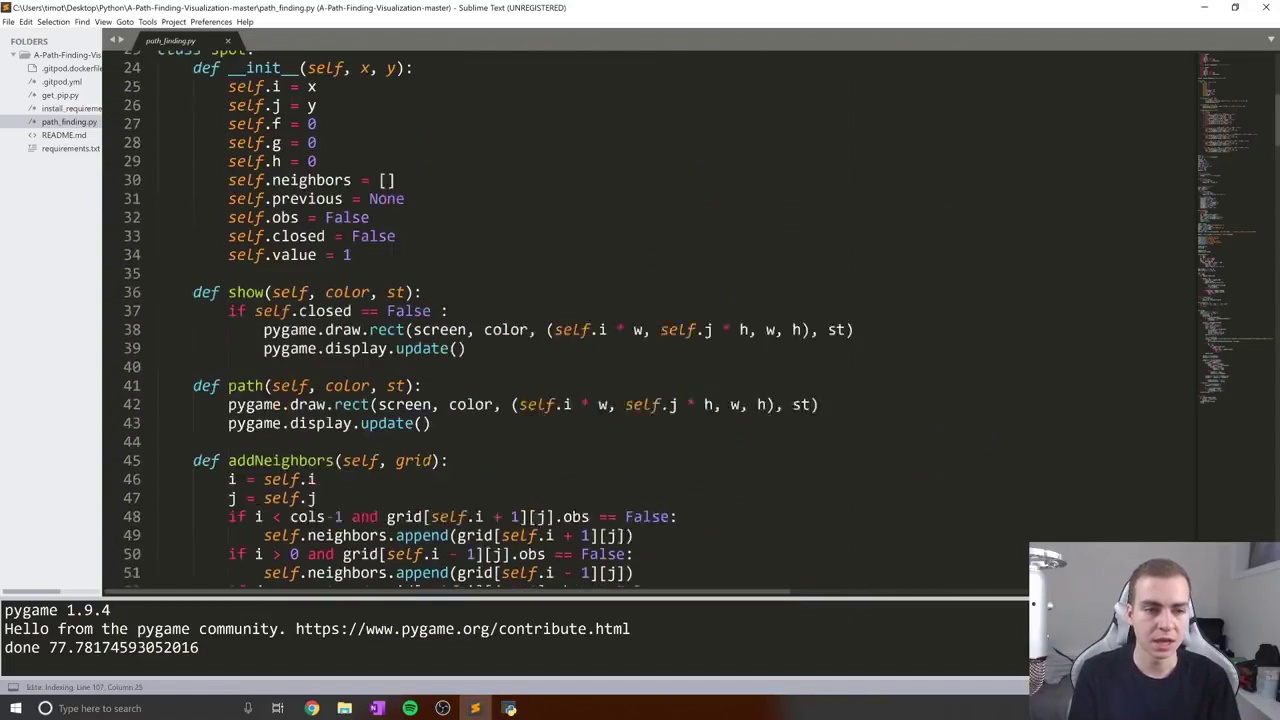 C:\Users\timot\Desktop\Python\A-Path-Finding-Visualization-master\path_finding.py (A-Path-Finding-Visualization-master) - Sublime Text (UNREGISTERED)
File Edit Selection Find View Goto Tools Project Preferences Help
FOLDERS
A-Path-Finding-Vis
.gitpod.dockerfile
.gitpod.yml
get_pip.py
install_requireme
path_finding.py
README.md
requirements.txt
path_finding.py
24 def __init__(self, x, y):
25 self.i = x
26 self.j = y
27 self.f = 0
28 self.g = 0
29 self.h = 0
30 self.neighbors = []
31 self.previous = None
32 self.obs = False
33 self.closed = False
34 self.value = 1
35
36 def show(self, color, st):
37 if self.closed == False :
38 pygame.draw.rect(screen, color, (self.i * w, self.j * h, w, h), st)
39 pygame.display.update()
40
41 def path(self, color, st):
42 pygame.draw.rect(screen, color, (self.i * w, self.j * h, w, h), st)
43 pygame.display.update()
44
45 def addNeighbors(self, grid):
46 i = self.i
47 j = self.j
48 if i < cols-1 and grid[self.i + 1][j].obs == False:
49 self.neighbors.append(grid[self.i + 1][j])
50 if i > 0 and grid[self.i - 1][j].obs == False:
51 self.neighbors.append(grid[self.i - 1][j])
pygame 1.9.4
Hello from the pygame community. https://www.pygame.org/contribute.html
done 77.78174593052016
Indexing, Line 107, Column 25
Type here to search